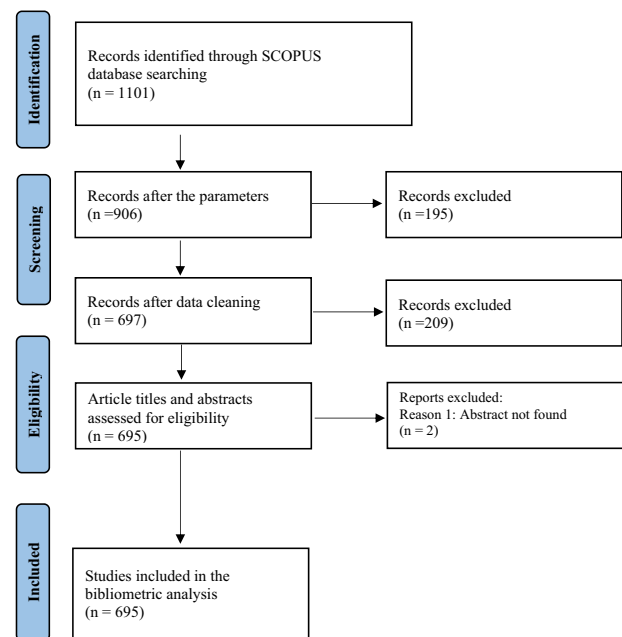 Identification
Records identified through SCOPUS
database searching
(n = 1101)
Screening
Records after the parameters
(n =906)
Records excluded
(n =195)
Records after data cleaning
(n = 697)
Records excluded
(n =209)
Eligibility
Article titles and abstracts
assessed for eligibility
(n = 695)
Reports excluded:
Reason 1: Abstract not found
(n = 2)
Included
Studies included in the
bibliometric analysis
(n = 695)